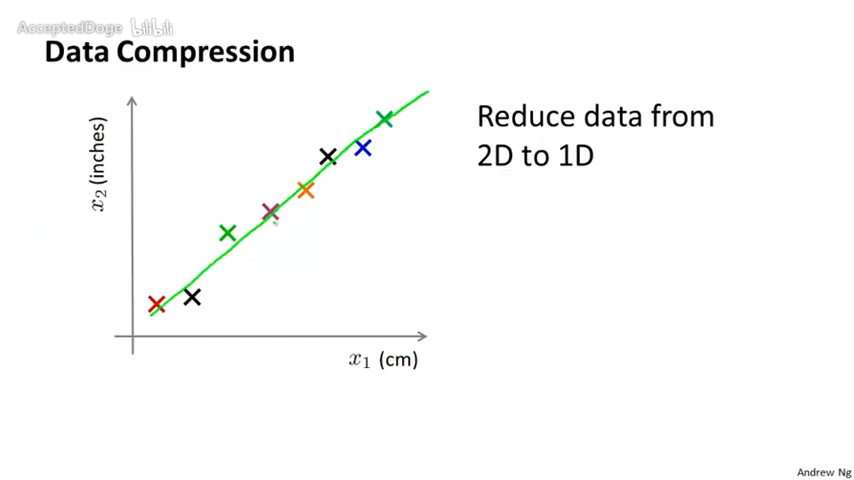 AcceptedDoge bilibili
Data Compression
x₂ (inches)
Reduce data from
2D to 1D
x₁ (cm)
Andrew Ng